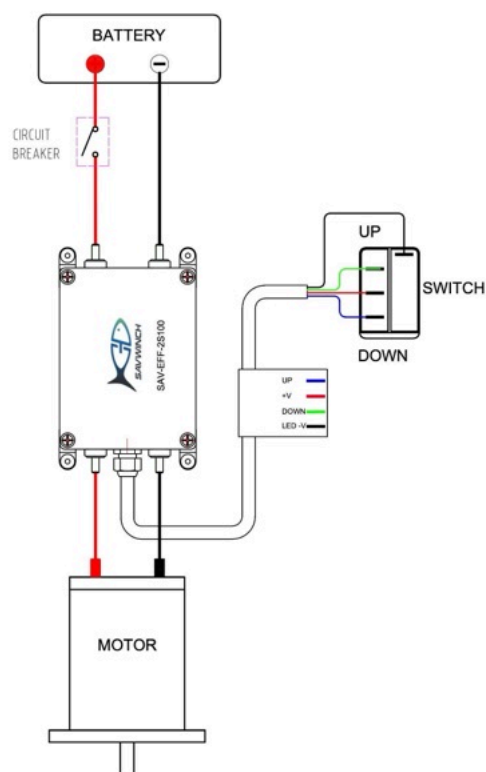 BATTERY
CIRCUIT
BREAKER
SAVWINCH
SAV-EFF-2S100
UP
SWITCH
DOWN
UP
+V
DOWN
LED -V
MOTOR